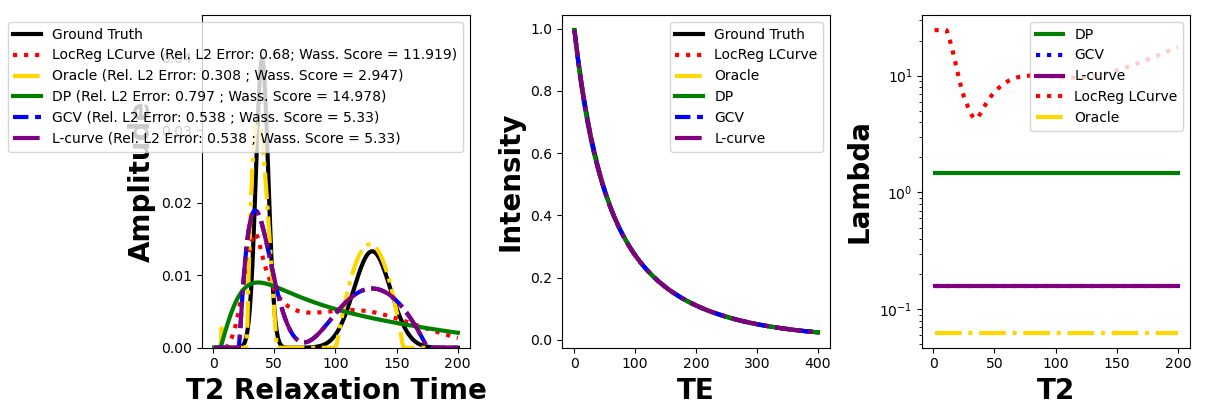 Ground Truth
LocReg LCurve (Rel. L2 Error: 0.68; Wass. Score = 11.919)
Oracle (Rel. L2 Error: 0.308 ; Wass. Score = 2.947)
DP (Rel. L2 Error: 0.797 ; Wass. Score = 14.978)
GCV (Rel. L2 Error: 0.538 ; Wass. Score = 5.33)
L-curve (Rel. L2 Error: 0.538 ; Wass. Score = 5.33)
Amplitude
0.04
0.03
0.02
0.01
0.00
0 50 100 150 200
T2 Relaxation Time
Ground Truth
LocReg LCurve
Oracle
DP
GCV
L-curve
Intensity
1.0
0.8
0.6
0.4
0.2
0.0
0 100 200 300 400
TE
DP
GCV
L-curve
LocReg LCurve
Oracle
Lambda
10¹
10⁰
10⁻¹
0 50 100 150 200
T2